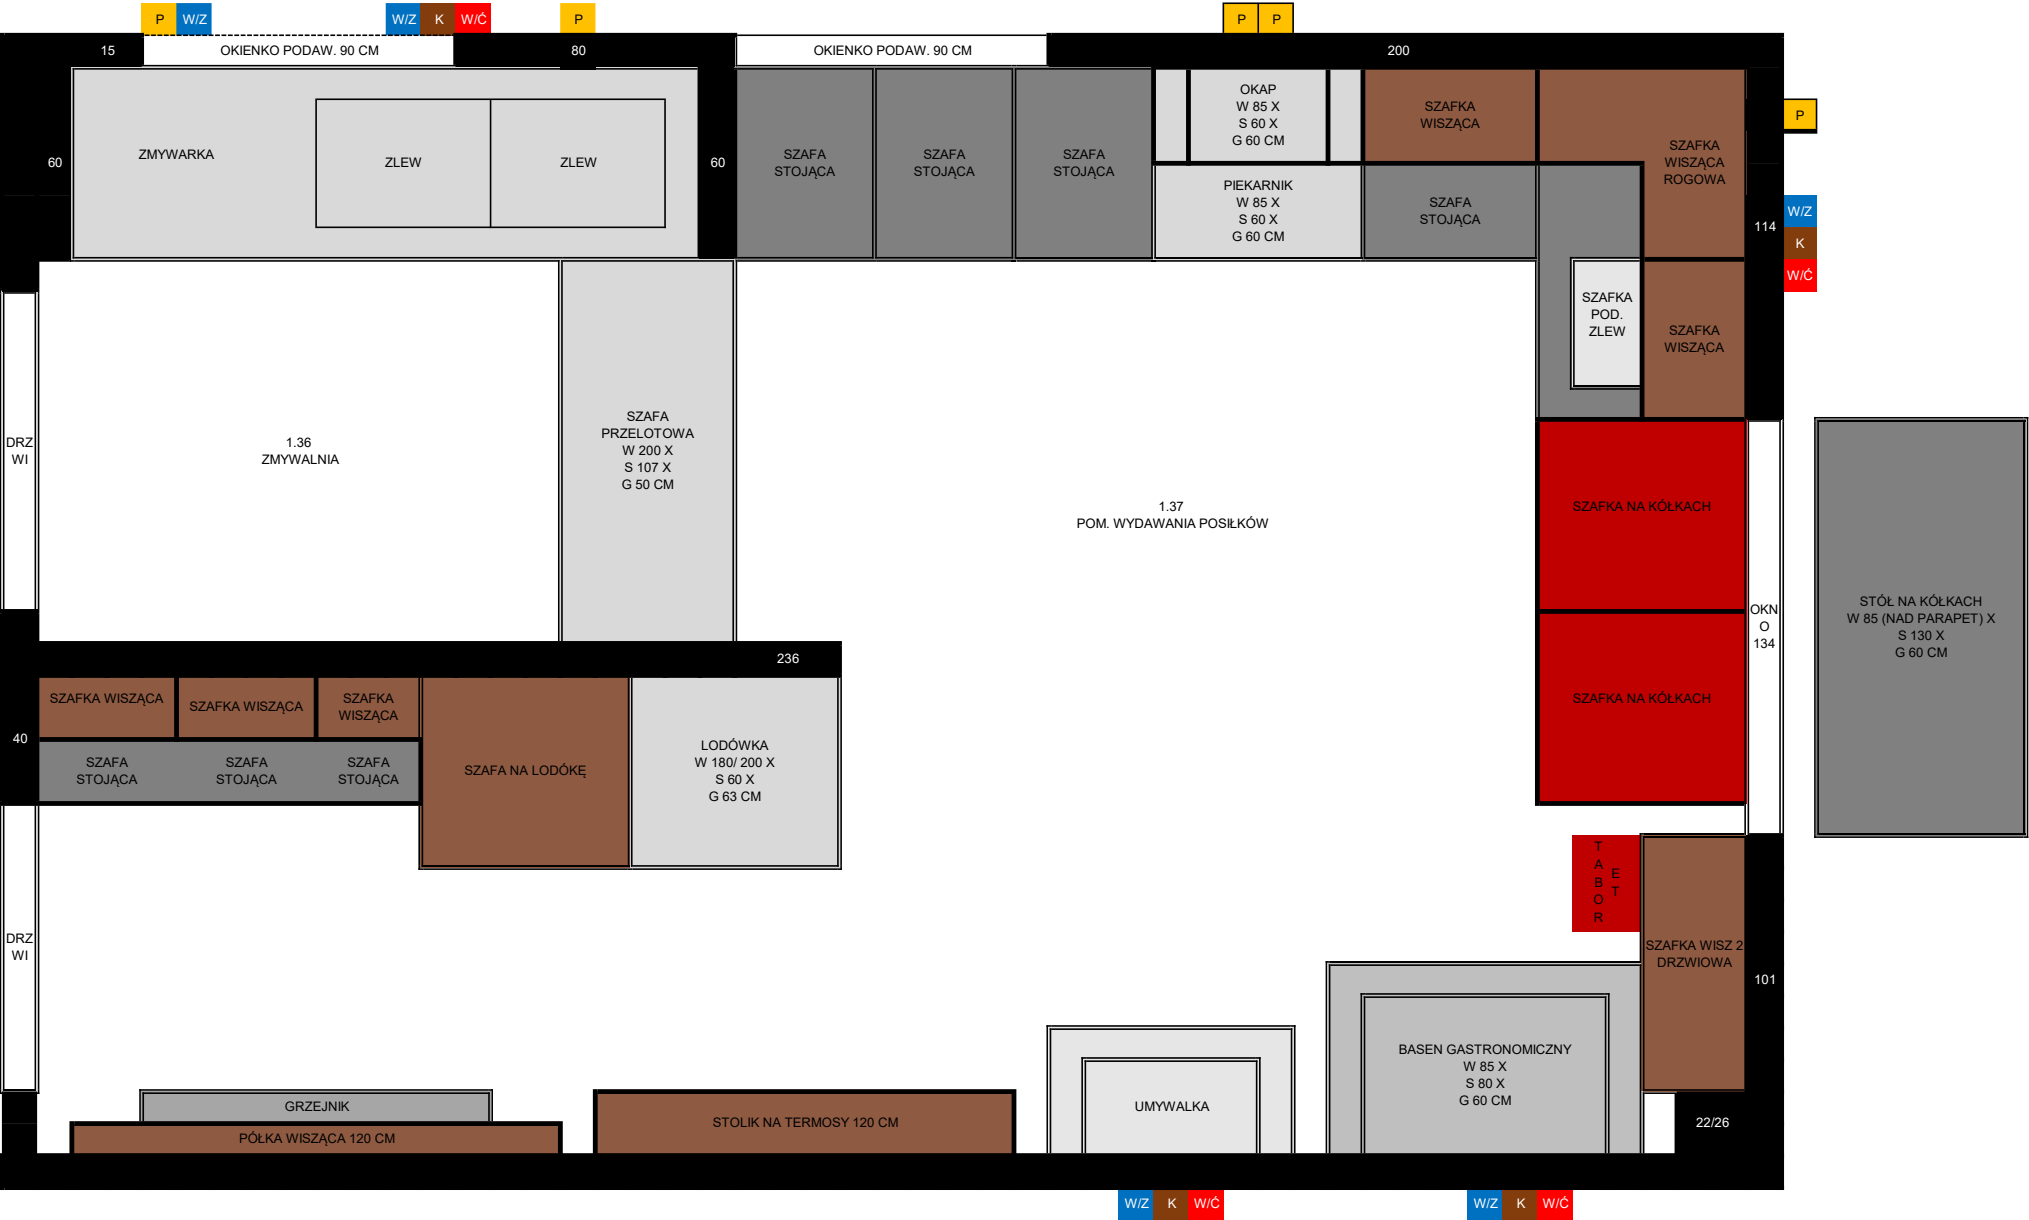 P W/Z W/Z K W/Ć P P P
15 OKIENKO PODAW. 90 CM 80 OKIENKO PODAW. 90 CM 200
60
ZMYWARKA
ZLEW
ZLEW
60
SZAFA
STOJĄCA
SZAFA
STOJĄCA
SZAFA
STOJĄCA
OKAP
W 85 X
S 60 X
G 60 CM
SZAFKA
WISZĄCA
SZAFKA
WISZĄCA
ROGOWA
P
PIEKARNIK
W 85 X
S 60 X
G 60 CM
SZAFA
STOJĄCA
114
W/Z
K
W/Ć
SZAFKA
POD.
ZLEW
SZAFKA
WISZĄCA
DRZ
WI
1.36
ZMYWALNIA
SZAFA
PRZELOTOWA
W 200 X
S 107 X
G 50 CM
1.37
POM. WYDAWANIA POSIŁKÓW
SZAFKA NA KÓŁKACH
OKN
O
134
STÓŁ NA KÓŁKACH
W 85 (NAD PARAPET) X
S 130 X
G 60 CM
236
SZAFKA NA KÓŁKACH
40
SZAFKA WISZĄCA
SZAFKA WISZĄCA
SZAFKA
WISZĄCA
SZAFA
STOJĄCA
SZAFA
STOJĄCA
SZAFA
STOJĄCA
SZAFA NA LODÓKĘ
LODÓWKA
W 180/ 200 X
S 60 X
G 63 CM
TABOR
ET
DRZ
WI
SZAFKA WISZ 2
DRZWIOWA
101
BASEN GASTRONOMICZNY
W 85 X
S 80 X
G 60 CM
GRZEJNIK
PÓŁKA WISZĄCA 120 CM
STOLIK NA TERMOSY 120 CM
UMYWALKA
22/26
W/Z K W/Ć W/Z K W/Ć